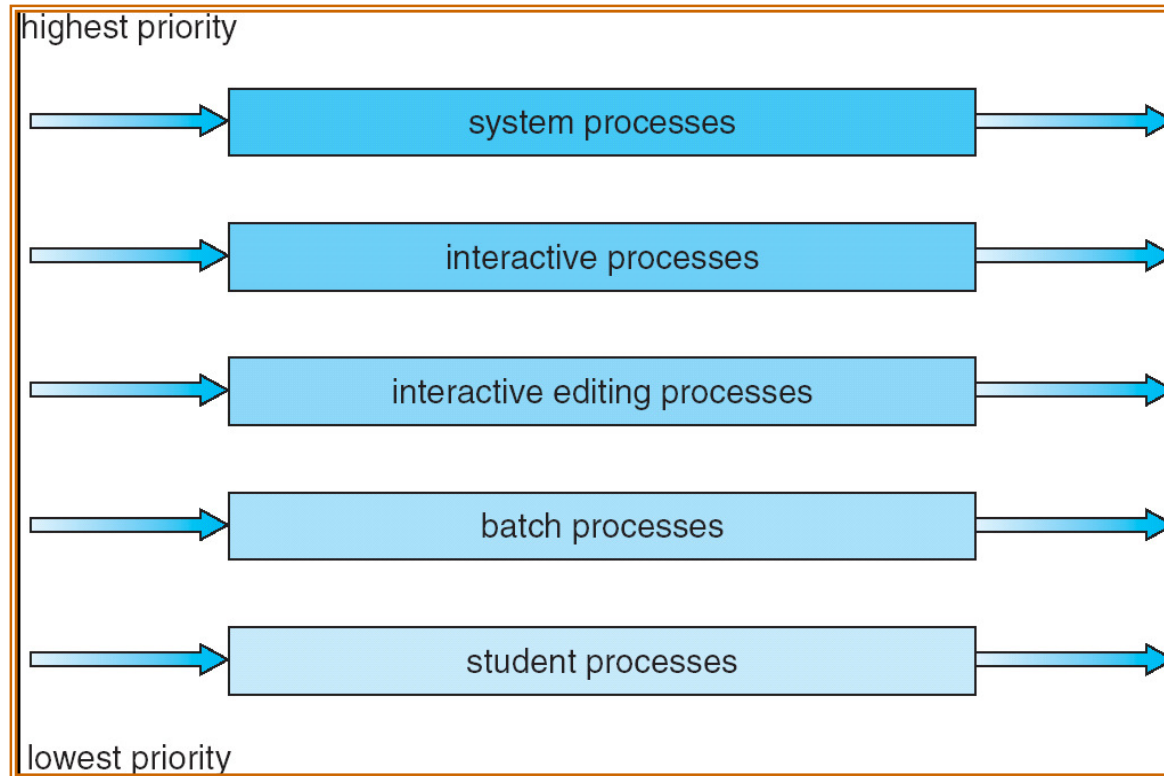 highest priority
system processes
interactive processes
interactive editing processes
batch processes
student processes
lowest priority